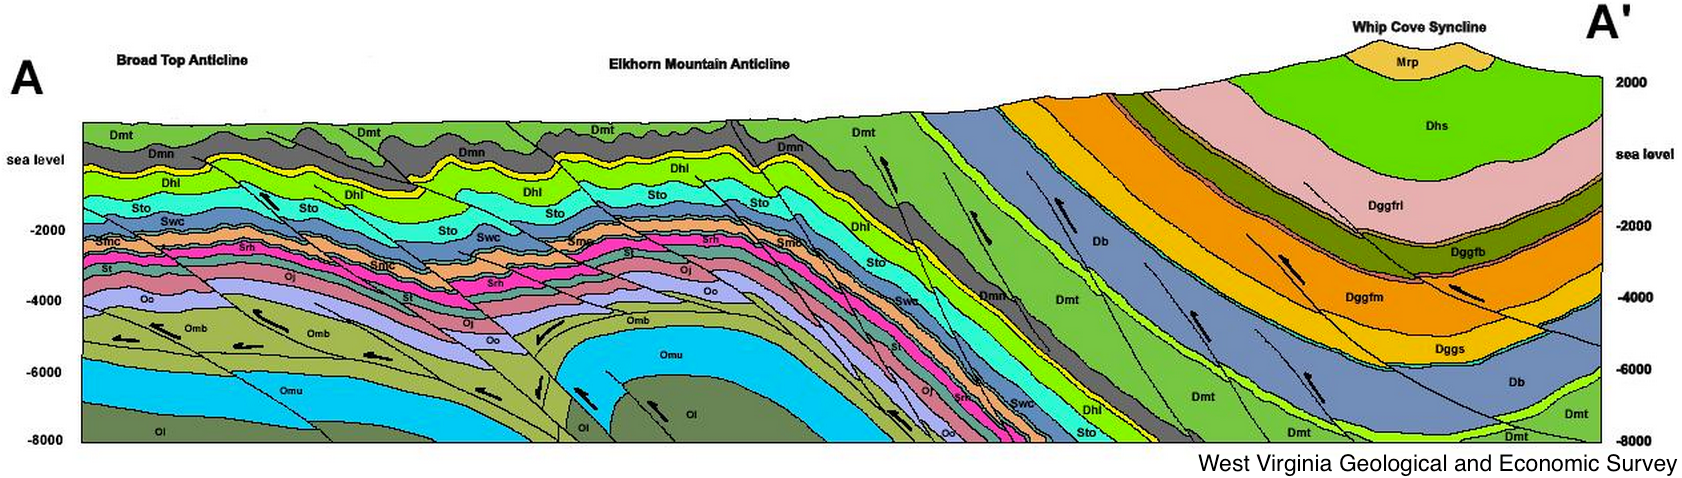 A
A'
Broad Top Anticline
Elkhorn Mountain Anticline
Whip Cove Syncline
Mrp
2000
Dmt
Dmt
Dmt
Dmt
Dhs
sea level
sea level
Dmn
Dmn
Dmn
Dhl
Dhl
Dhl
Dhl
Sto
Sto
Sto
Sto
Sto
Dggfrl
-2000
-2000
Swc
Swc
Dhl
Db
Smc
Smc
Smc
Smc
Srh
Srh
Dggfb
St
St
Oj
Oj
Sto
Srh
Oo
Oo
St
Dmn
Dmt
Dggfm
-4000
-4000
Swc
Omb
Omb
Omb
Oj
Oo
St
Dggs
Omu
Omu
-6000
-6000
Oj
Srh
Dmt
Db
Swc
Dhl
Ol
Ol
Ol
Oo
Sto
Dmt
Dmt
Dmt
-8000
-8000
West Virginia Geological and Economic Survey